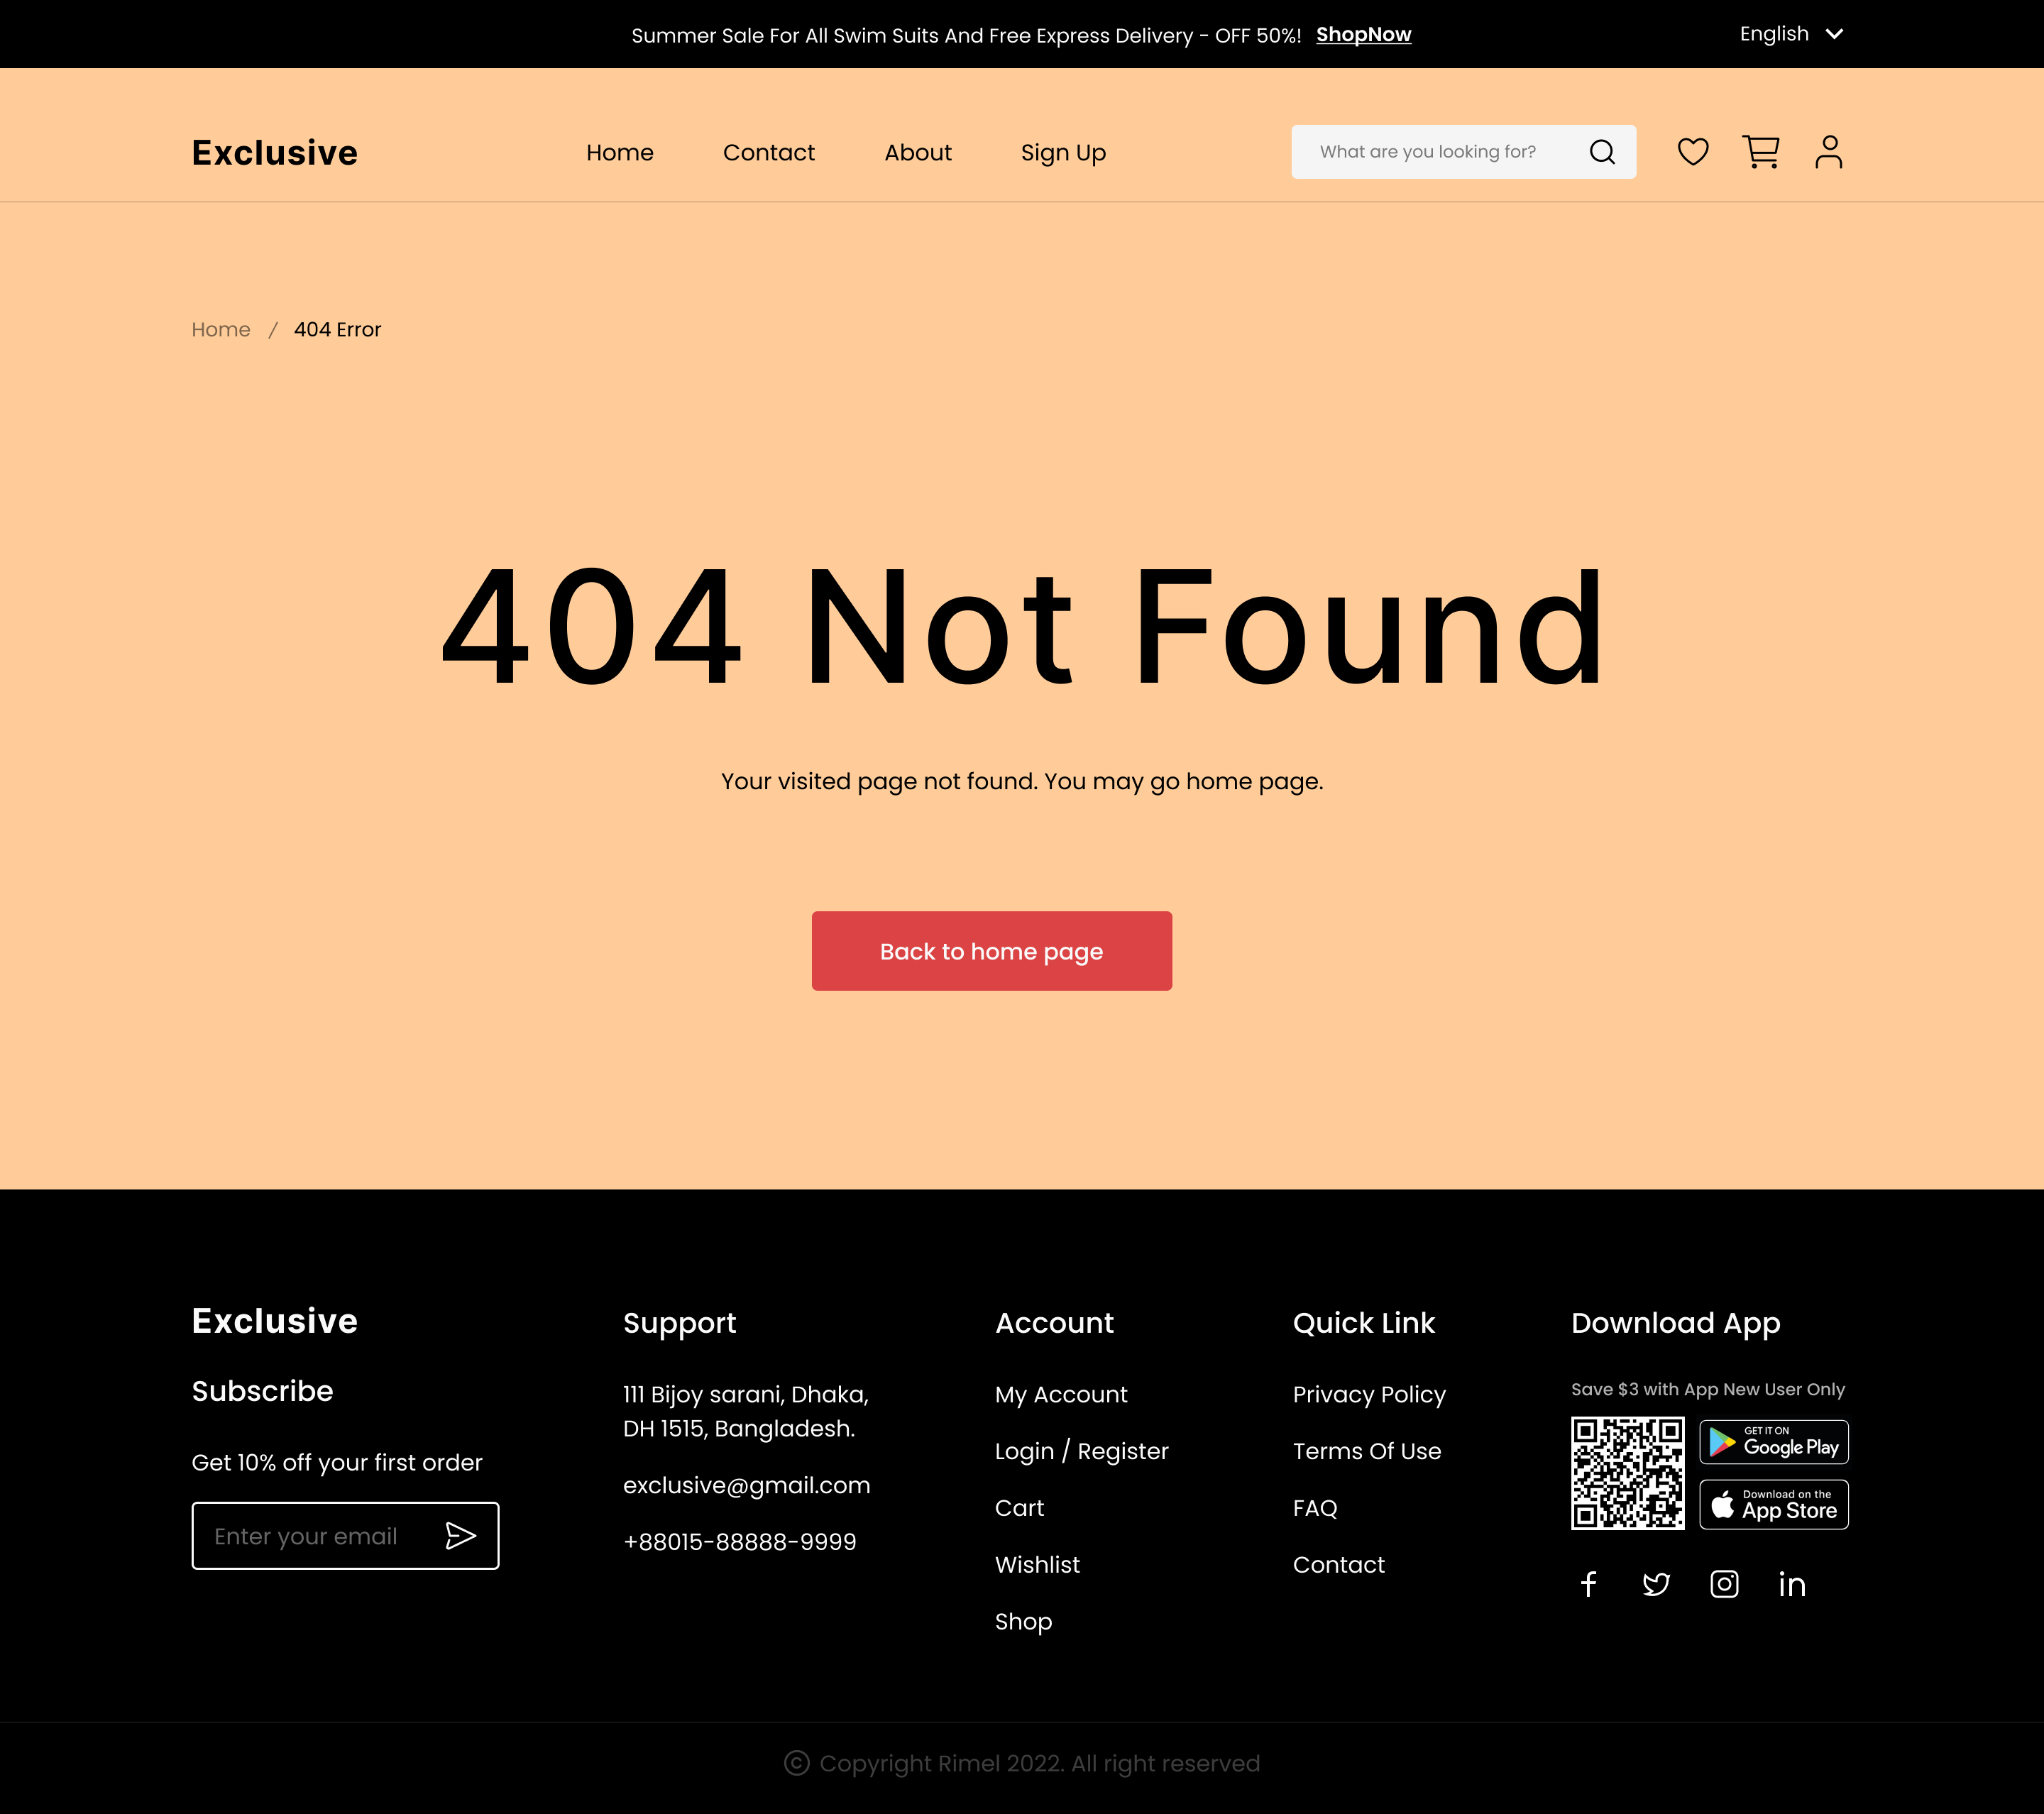 Summer Sale For All Swim Suits And Free Express Delivery - OFF 50%! ShopNow
English
Exclusive
Home
Contact
About
Sign Up
What are you looking for?
Home / 404 Error
404 Not Found
Your visited page not found. You may go home page.
Back to home page
Exclusive
Subscribe
Get 10% off your first order
Enter your email
Support
111 Bijoy sarani, Dhaka,
DH 1515, Bangladesh.
exclusive@gmail.com
+88015-88888-9999
Account
My Account
Login / Register
Cart
Wishlist
Shop
Quick Link
Privacy Policy
Terms Of Use
FAQ
Contact
Download App
Save $3 with App New User Only
GET IT ON
Google Play
Download on the
App Store
© Copyright Rimel 2022. All right reserved